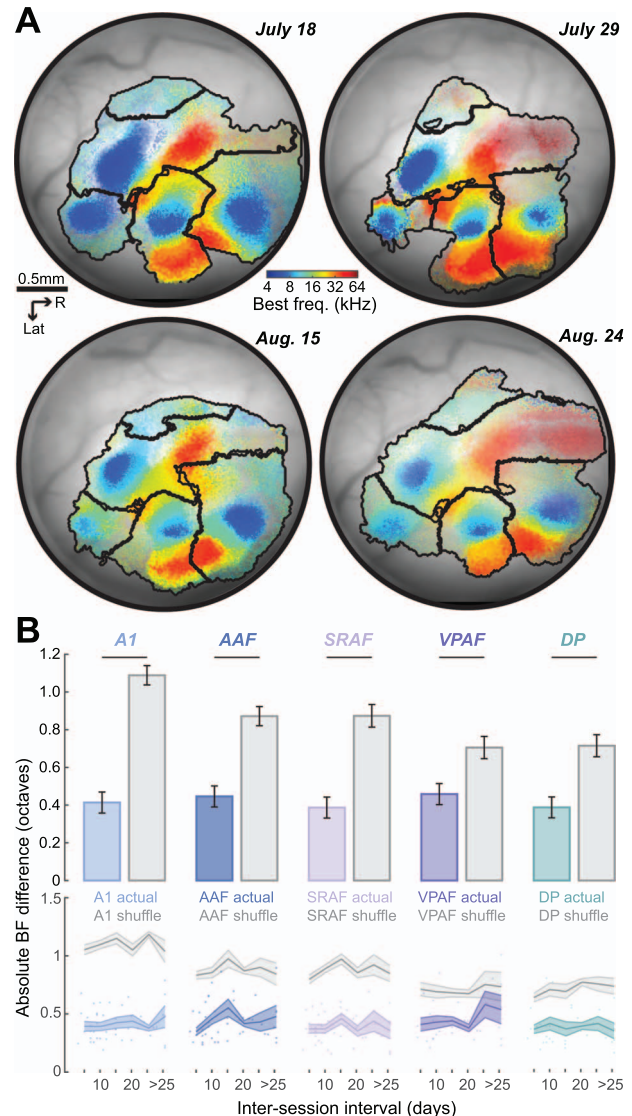 A
July 18
July 29
0.5mm
R
Lat
4 8 16 32 64
Best freq. (kHz)
Aug. 15
Aug. 24
B
A1 AAF SRAF VPAF DP
Absolute BF difference (octaves)
1.2
1.0
0.8
0.6
0.4
0.2
0
A1 actual AAF actual SRAF actual VPAF actual DP actual
A1 shuffle AAF shuffle SRAF shuffle VPAF shuffle DP shuffle
1.5
1
0.5
0
10 20 >25 10 20 >25 10 20 >25 10 20 >25 10 20 >25
Inter-session interval (days)